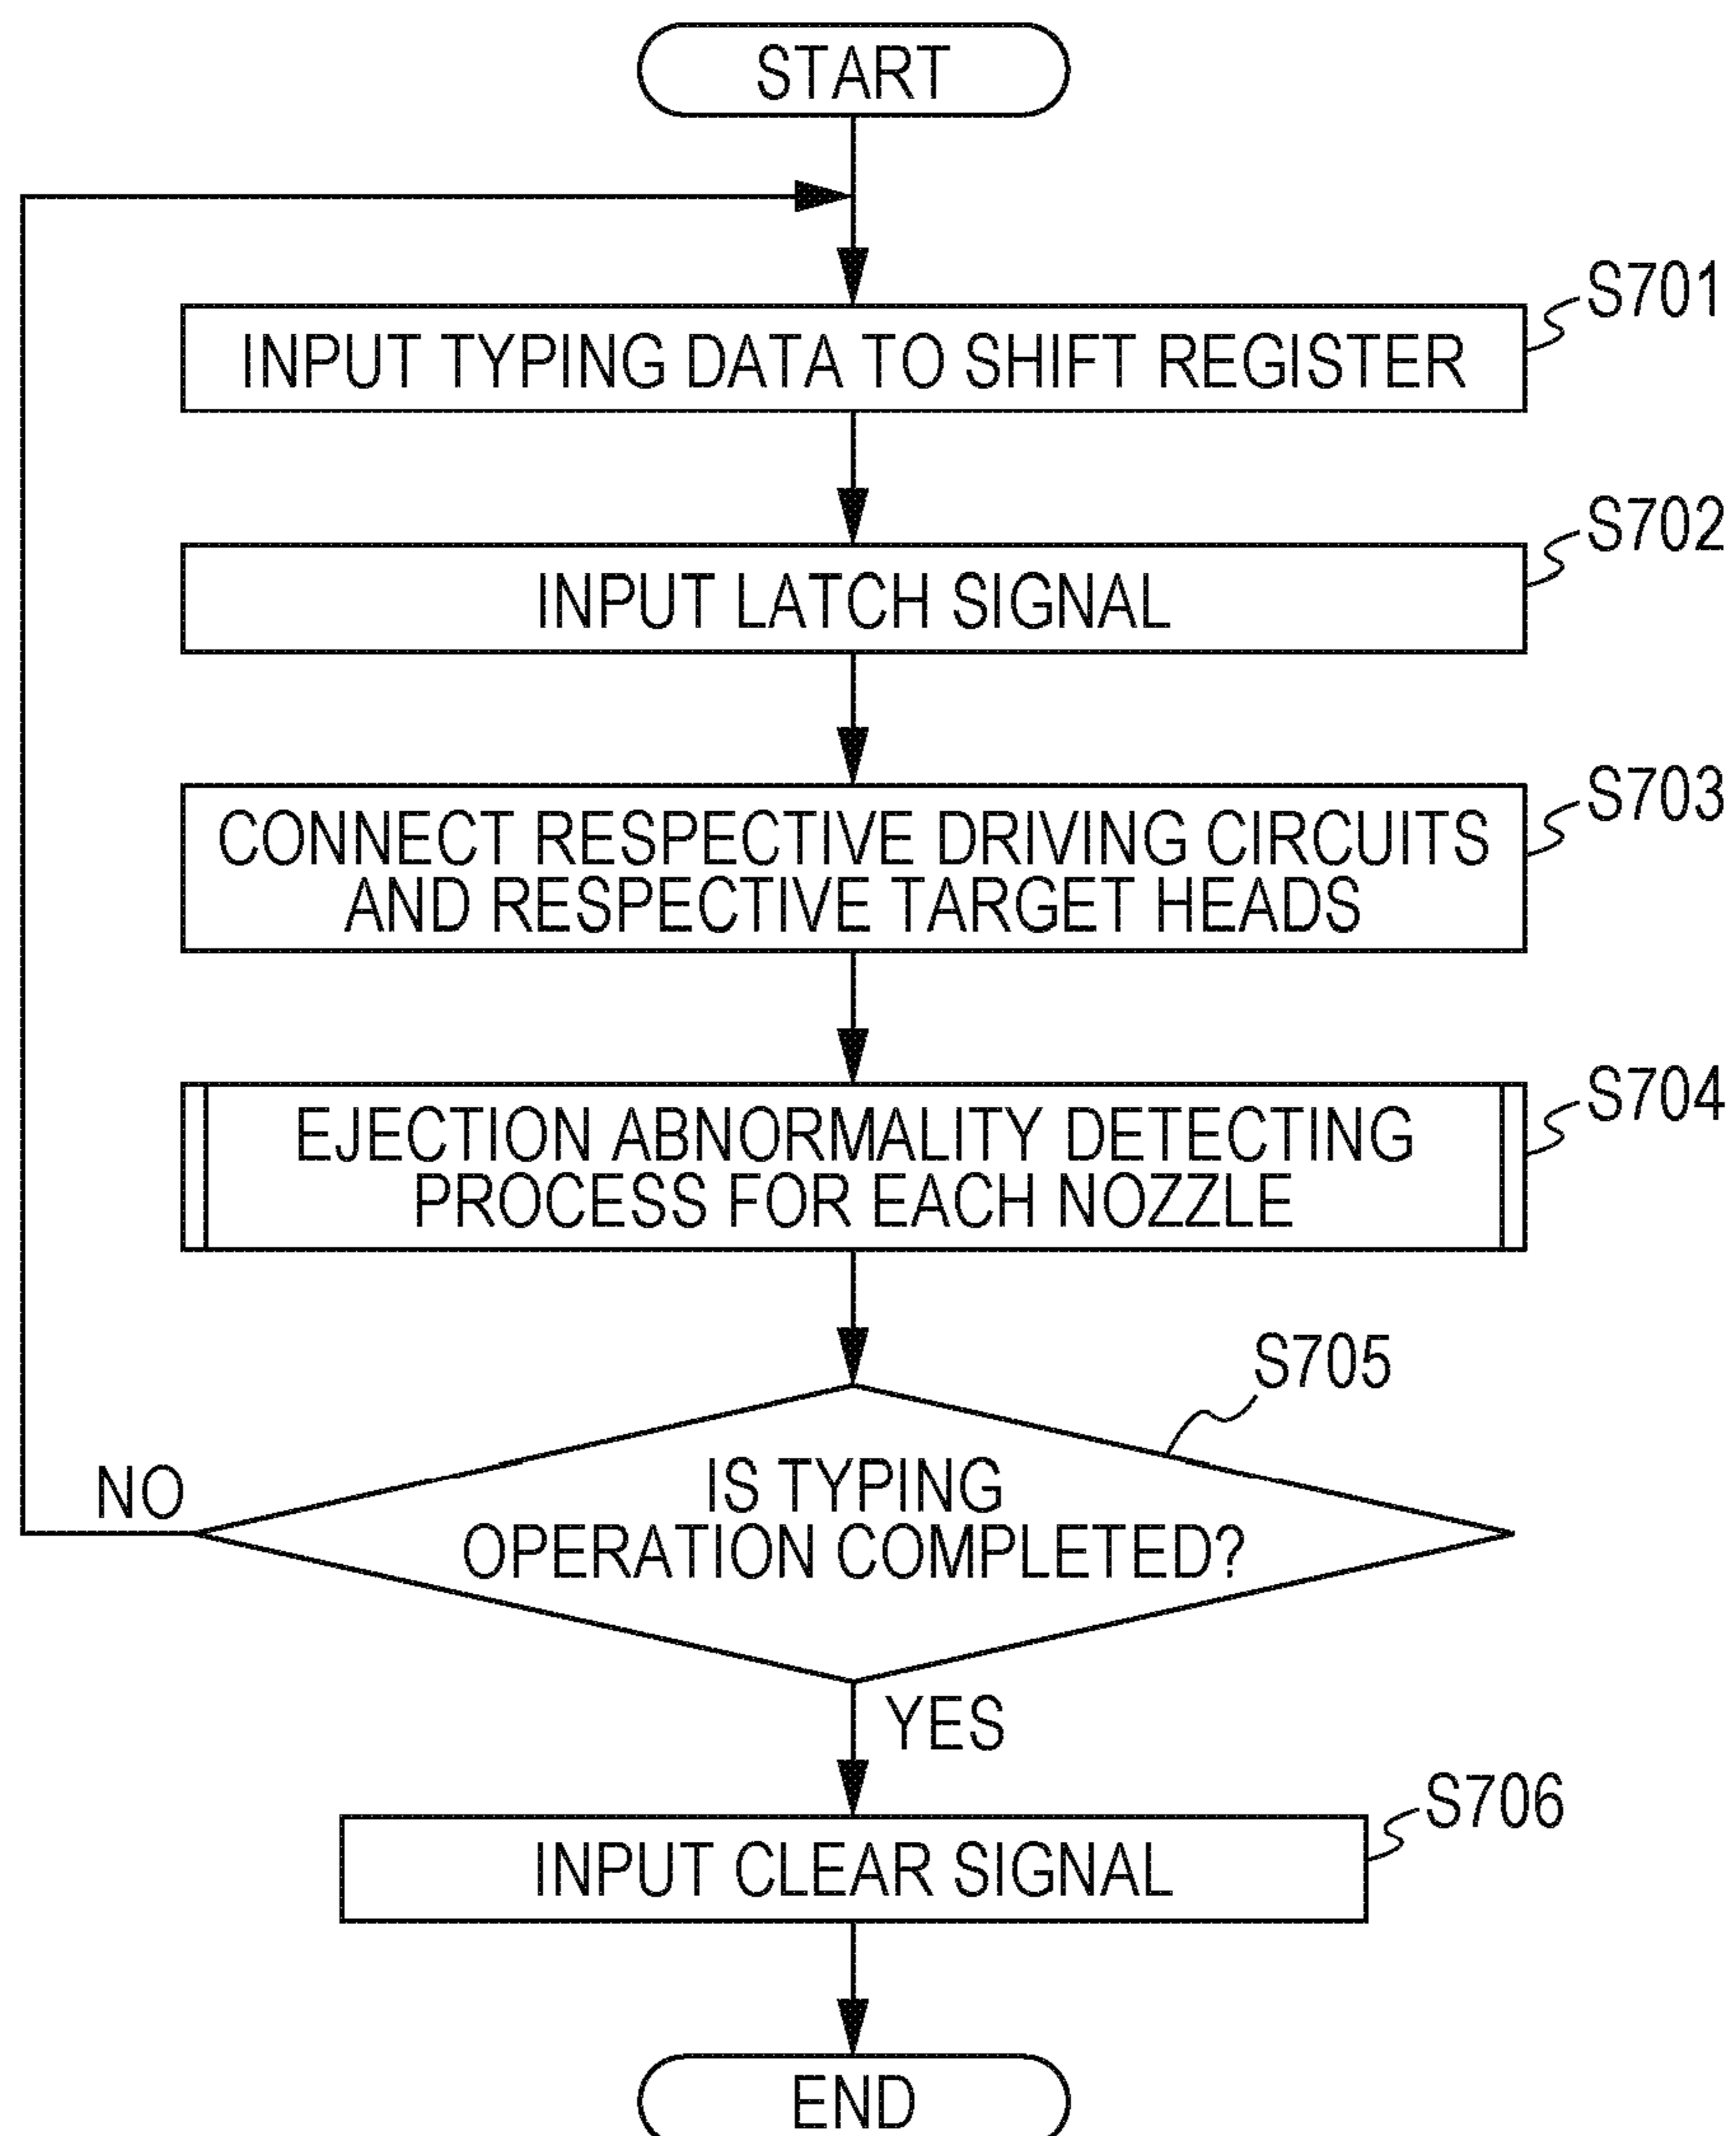 START
S701
INPUT TYPING DATA TO SHIFT REGISTER
S702
INPUT LATCH SIGNAL
S703
CONNECT RESPECTIVE DRIVING CIRCUITS
AND RESPECTIVE TARGET HEADS
S704
EJECTION ABNORMALITY DETECTING
PROCESS FOR EACH NOZZLE
S705
IS TYPING
OPERATION COMPLETED?
NO
YES
S706
INPUT CLEAR SIGNAL
END